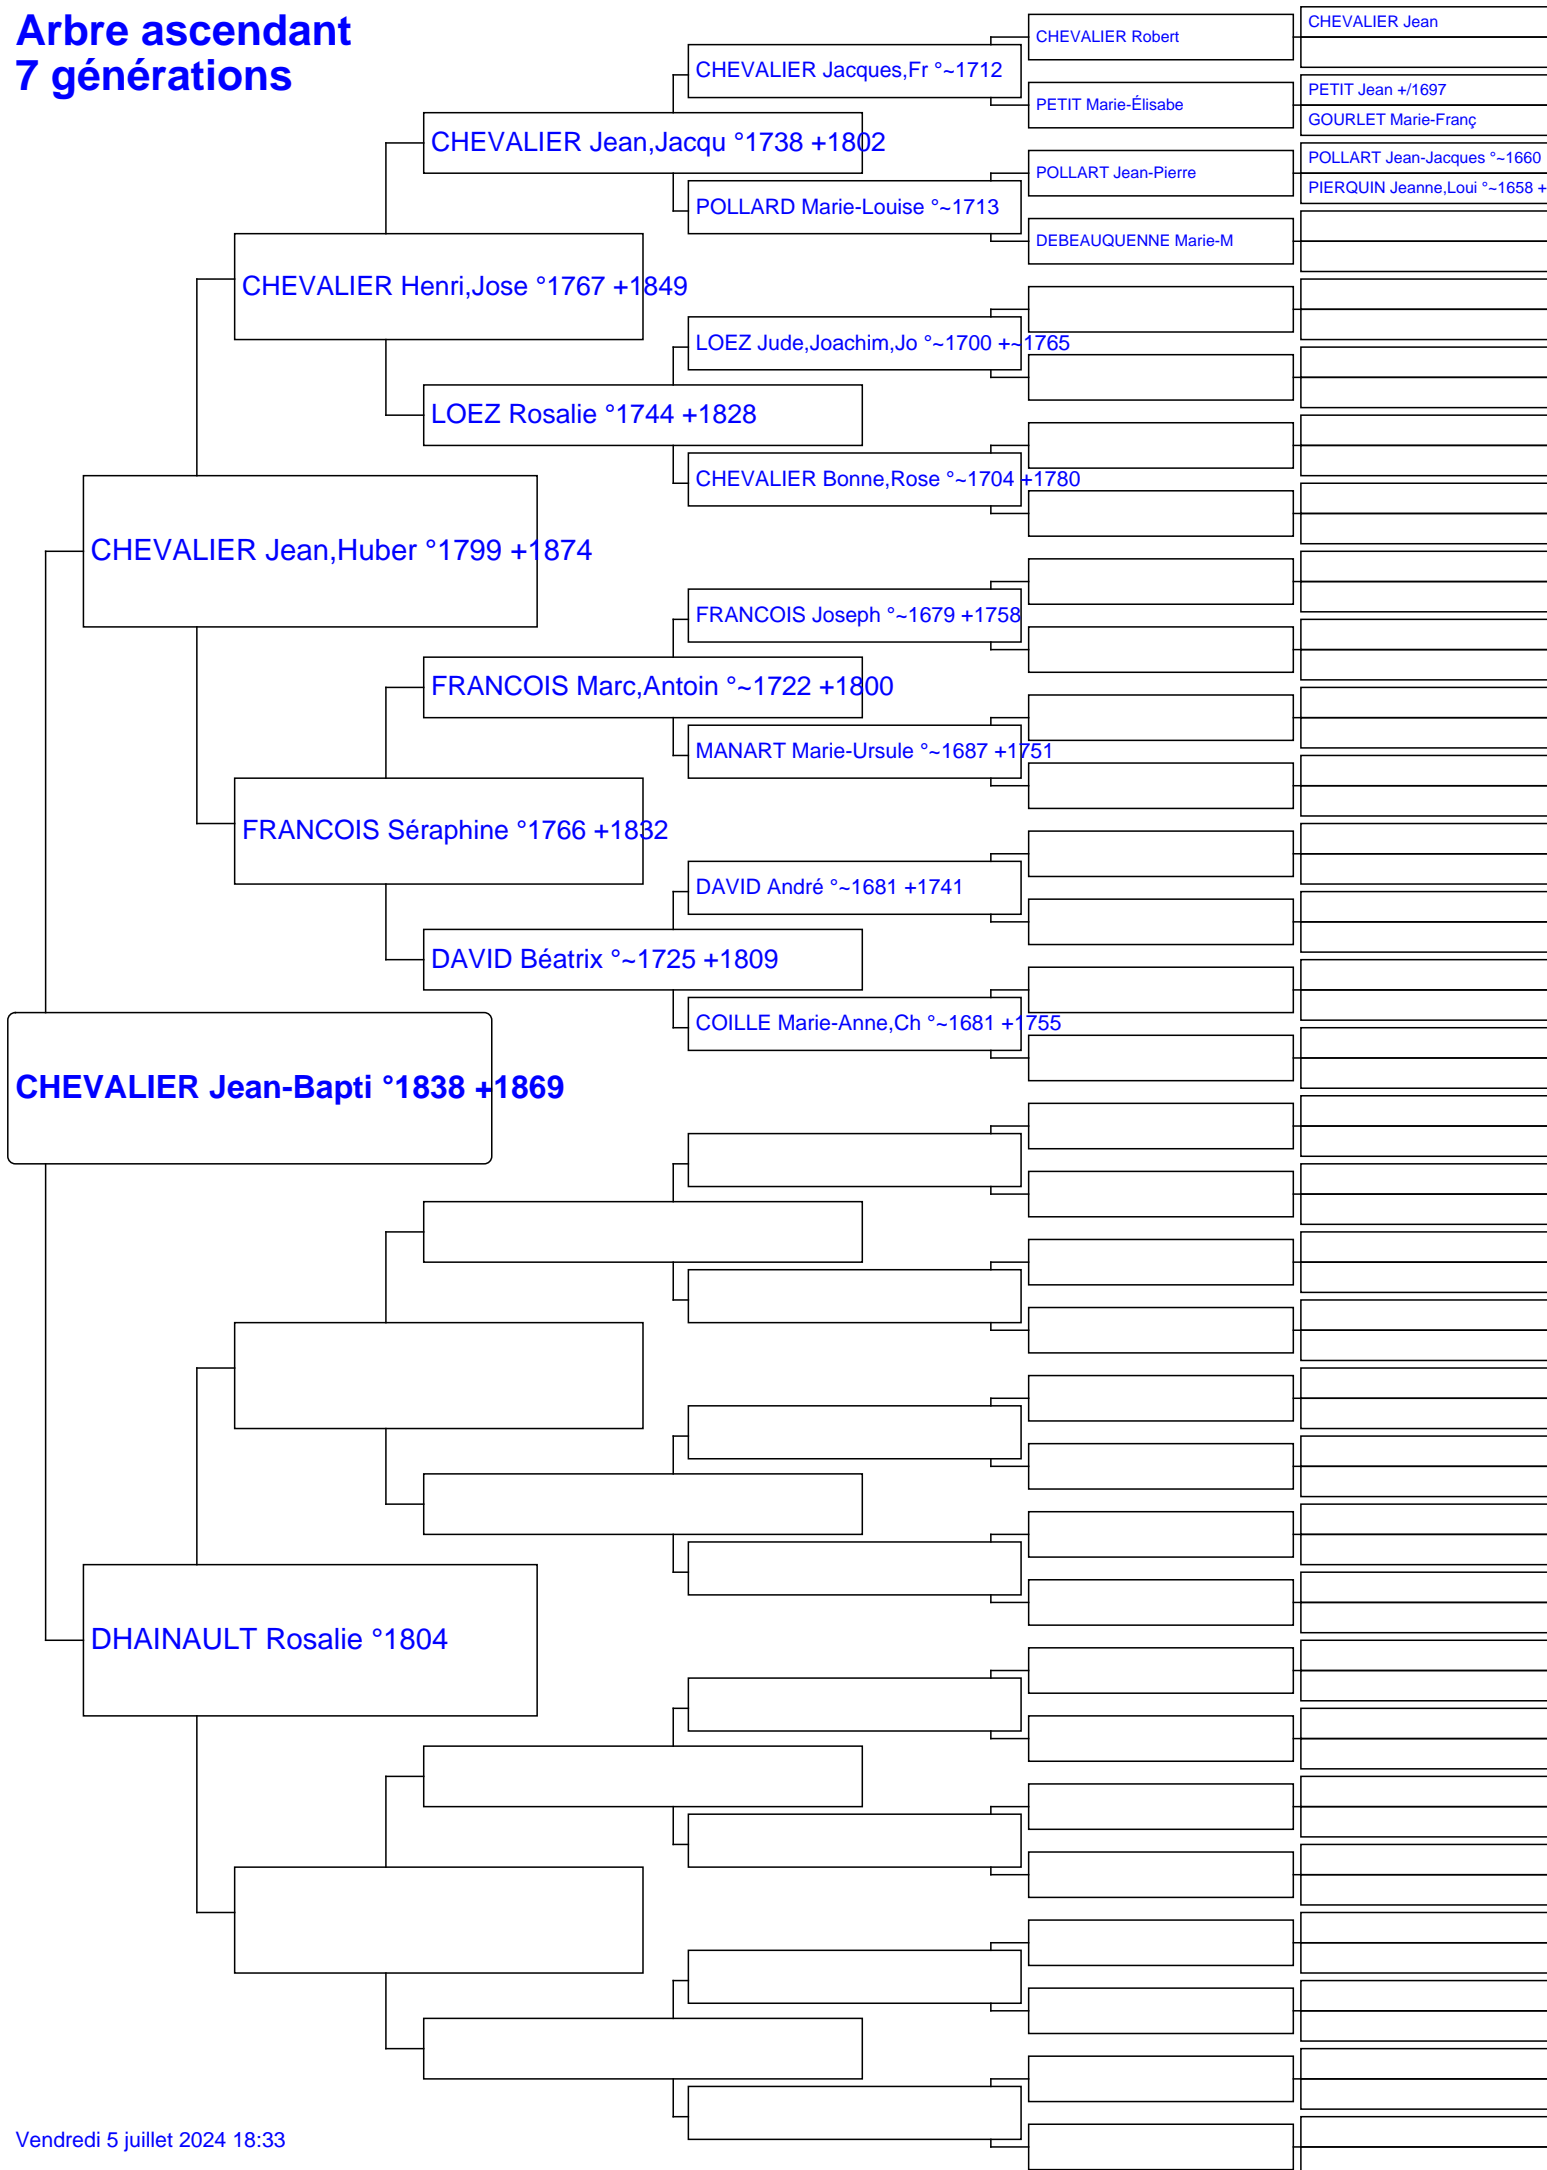 Arbre ascendant
7 générations
CHEVALIER Jean
CHEVALIER Robert
CHEVALIER Jacques,Fr °~1712
PETIT Jean +/1697
PETIT Marie-Élisabe
GOURLET Marie-Franç
CHEVALIER Jean,Jacqu °1738 +1802
POLLART Jean-Jacques °~1660
POLLART Jean-Pierre
PIERQUIN Jeanne,Loui °~1658 +
POLLARD Marie-Louise °~1713
DEBEAUQUENNE Marie-M
CHEVALIER Henri,Jose °1767 +1849
LOEZ Jude,Joachim,Jo °~1700 +~1765
LOEZ Rosalie °1744 +1828
CHEVALIER Bonne,Rose °~1704 +1780
CHEVALIER Jean,Huber °1799 +1874
FRANCOIS Joseph °~1679 +1758
FRANCOIS Marc,Antoin °~1722 +1800
MANART Marie-Ursule °~1687 +1751
FRANCOIS Séraphine °1766 +1832
DAVID André °~1681 +1741
DAVID Béatrix °~1725 +1809
COILLE Marie-Anne,Ch °~1681 +1755
CHEVALIER Jean-Bapti °1838 +1869
DHAINAULT Rosalie °1804
Vendredi 5 juillet 2024 18:33